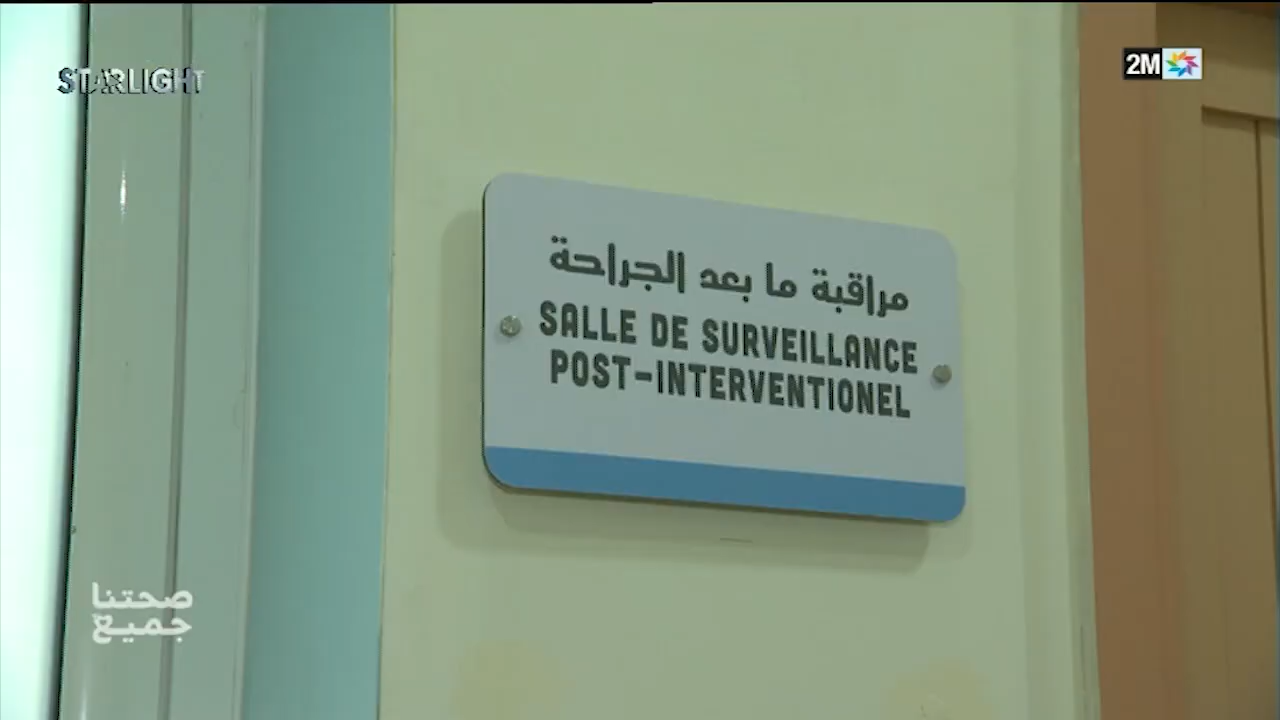 STARLIGHT
2M
مراقبة ما بعد الجراحة
SALLE DE SURVEILLANCE
POST-INTERVENTIONEL
صحتنا
جميع